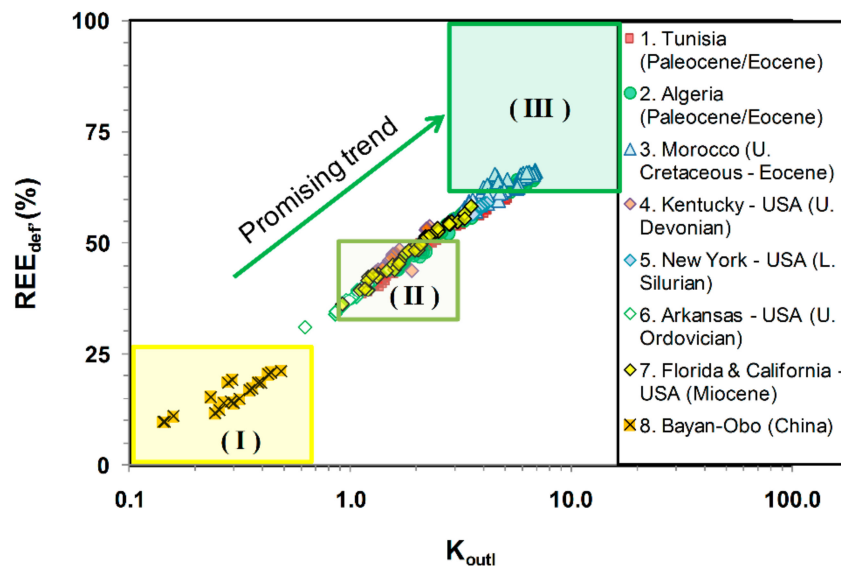 100
75
50
25
0
REEdef (%)
0.1
1.0
10.0
100.0
Koutl
Promising trend
( I )
( II )
( III )
1. Tunisia
(Paleocene/Eocene)
2. Algeria
(Paleocene/Eocene)
3. Morocco (U.
Cretaceous - Eocene)
4. Kentucky - USA (U.
Devonian)
5. New York - USA (L.
Silurian)
6. Arkansas - USA (U.
Ordovician)
7. Florida & California -
USA (Miocene)
8. Bayan-Obo (China)